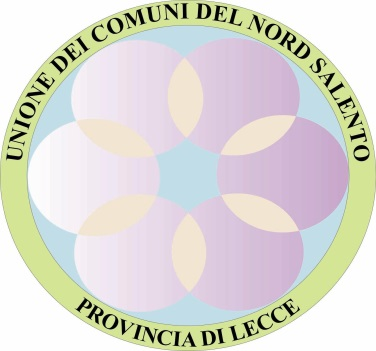 UNIONE DEI COMUNI DEL NORD SALENTO
PROVINCIA DI LECCE